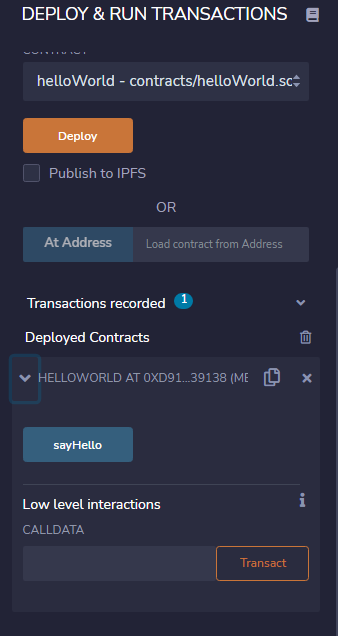 DEPLOY & RUN TRANSACTIONS
CONTRACT
helloWorld - contracts/helloWorld.sc
Deploy
Publish to IPFS
OR
At Address
Load contract from Address
Transactions recorded 1
Deployed Contracts
HELLOWORLD AT 0XD91...39138 (ME
sayHello
Low level interactions
CALLDATA
Transact